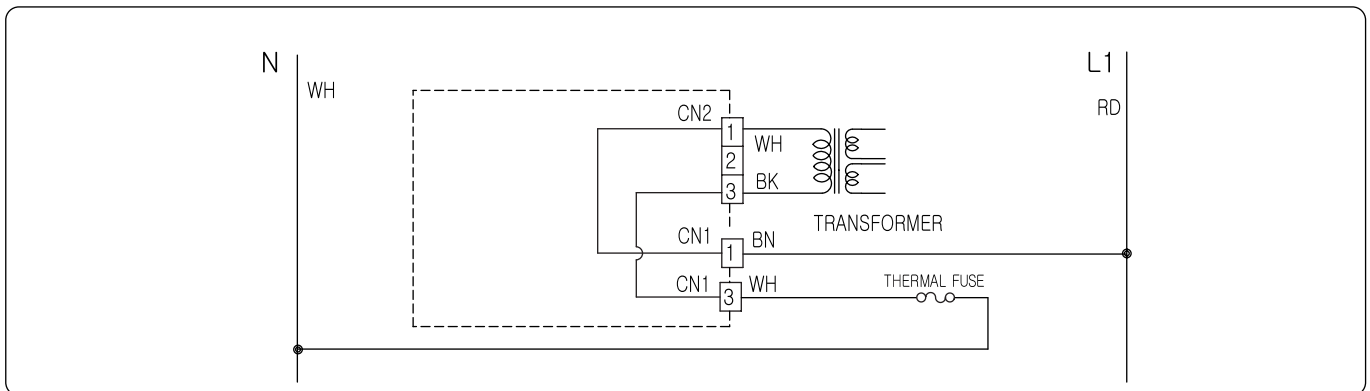 N
L1
WH
RD
CN2
1
WH
2
3
BK
TRANSFORMER
CN1
1
BN
CN1
3
WH
THERMAL FUSE